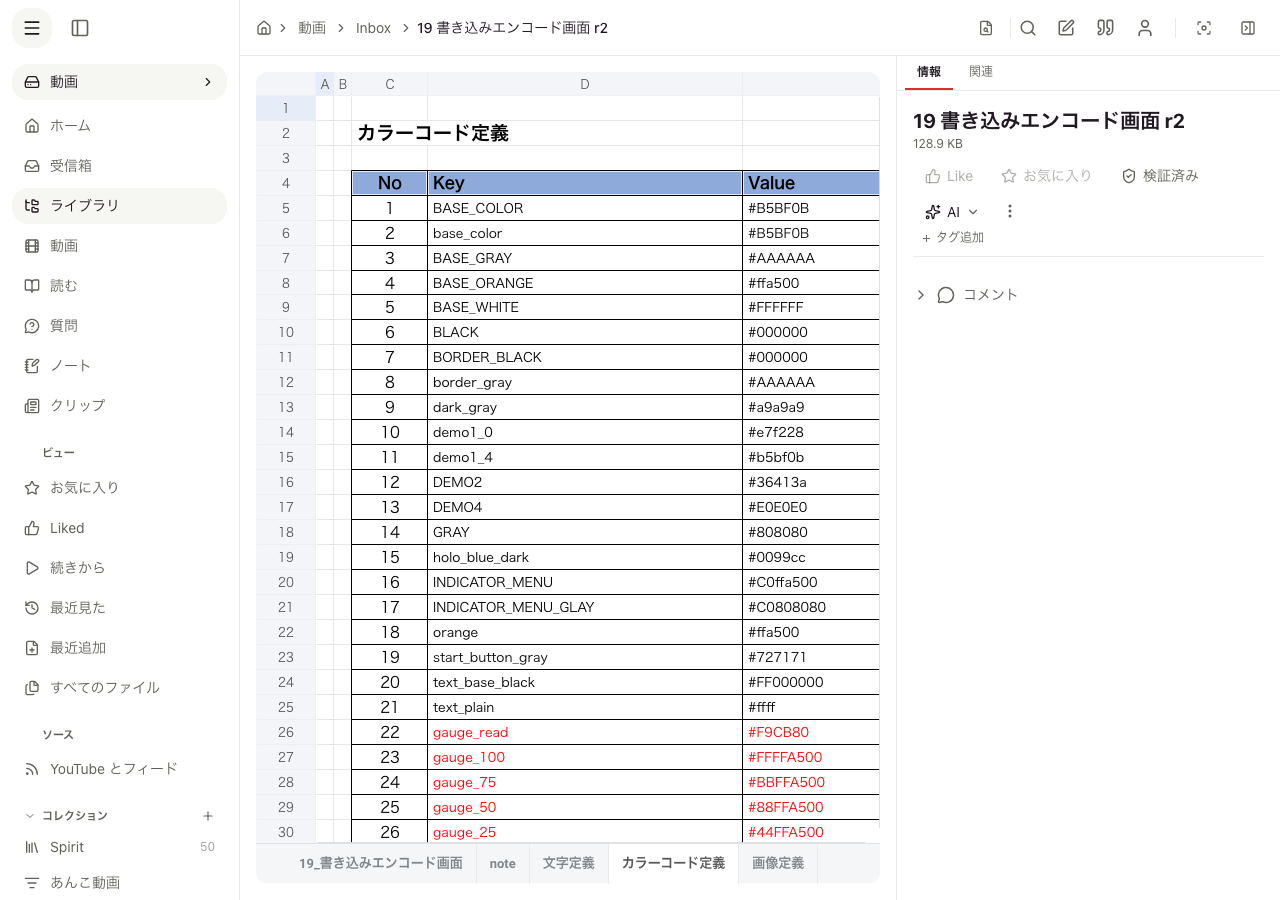 動画
ホーム
受信箱
ライブラリ
動画
読む
質問
ノート
クリップ
ビュー
お気に入り
Liked
続きから
最近見た
最近追加
すべてのファイル
ソース
YouTube とフィード
コレクション
Spirit 50
あんこ動画
動画 Inbox 19 書き込みエンコード画面 r2
A B C D
1
2 カラーコード定義
3
4 No Key Value
5 1 BASE_COLOR #B5BF0B
6 2 base_color #B5BF0B
7 3 BASE_GRAY #AAAAAA
8 4 BASE_ORANGE #ffa500
9 5 BASE_WHITE #FFFFFF
10 6 BLACK #000000
11 7 BORDER_BLACK #000000
12 8 border_gray #AAAAAA
13 9 dark_gray #a9a9a9
14 10 demo1_0 #e7f228
15 11 demo1_4 #b5bf0b
16 12 DEMO2 #36413a
17 13 DEMO4 #E0E0E0
18 14 GRAY #808080
19 15 holo_blue_dark #0099cc
20 16 INDICATOR_MENU #C0ffa500
21 17 INDICATOR_MENU_GLAY #C0808080
22 18 orange #ffa500
23 19 start_button_gray #727171
24 20 text_base_black #FF000000
25 21 text_plain #ffff
26 22 gauge_read #F9CB80
27 23 gauge_100 #FFFFA500
28 24 gauge_75 #BBFFA500
29 25 gauge_50 #88FFA500
30 26 gauge_25 #44FFA500
19_書き込みエンコード画面 note 文字定義 カラーコード定義 画像定義
情報 関連
19 書き込みエンコード画面 r2
128.9 KB
Like お気に入り 検証済み
AI
+ タグ追加
コメント